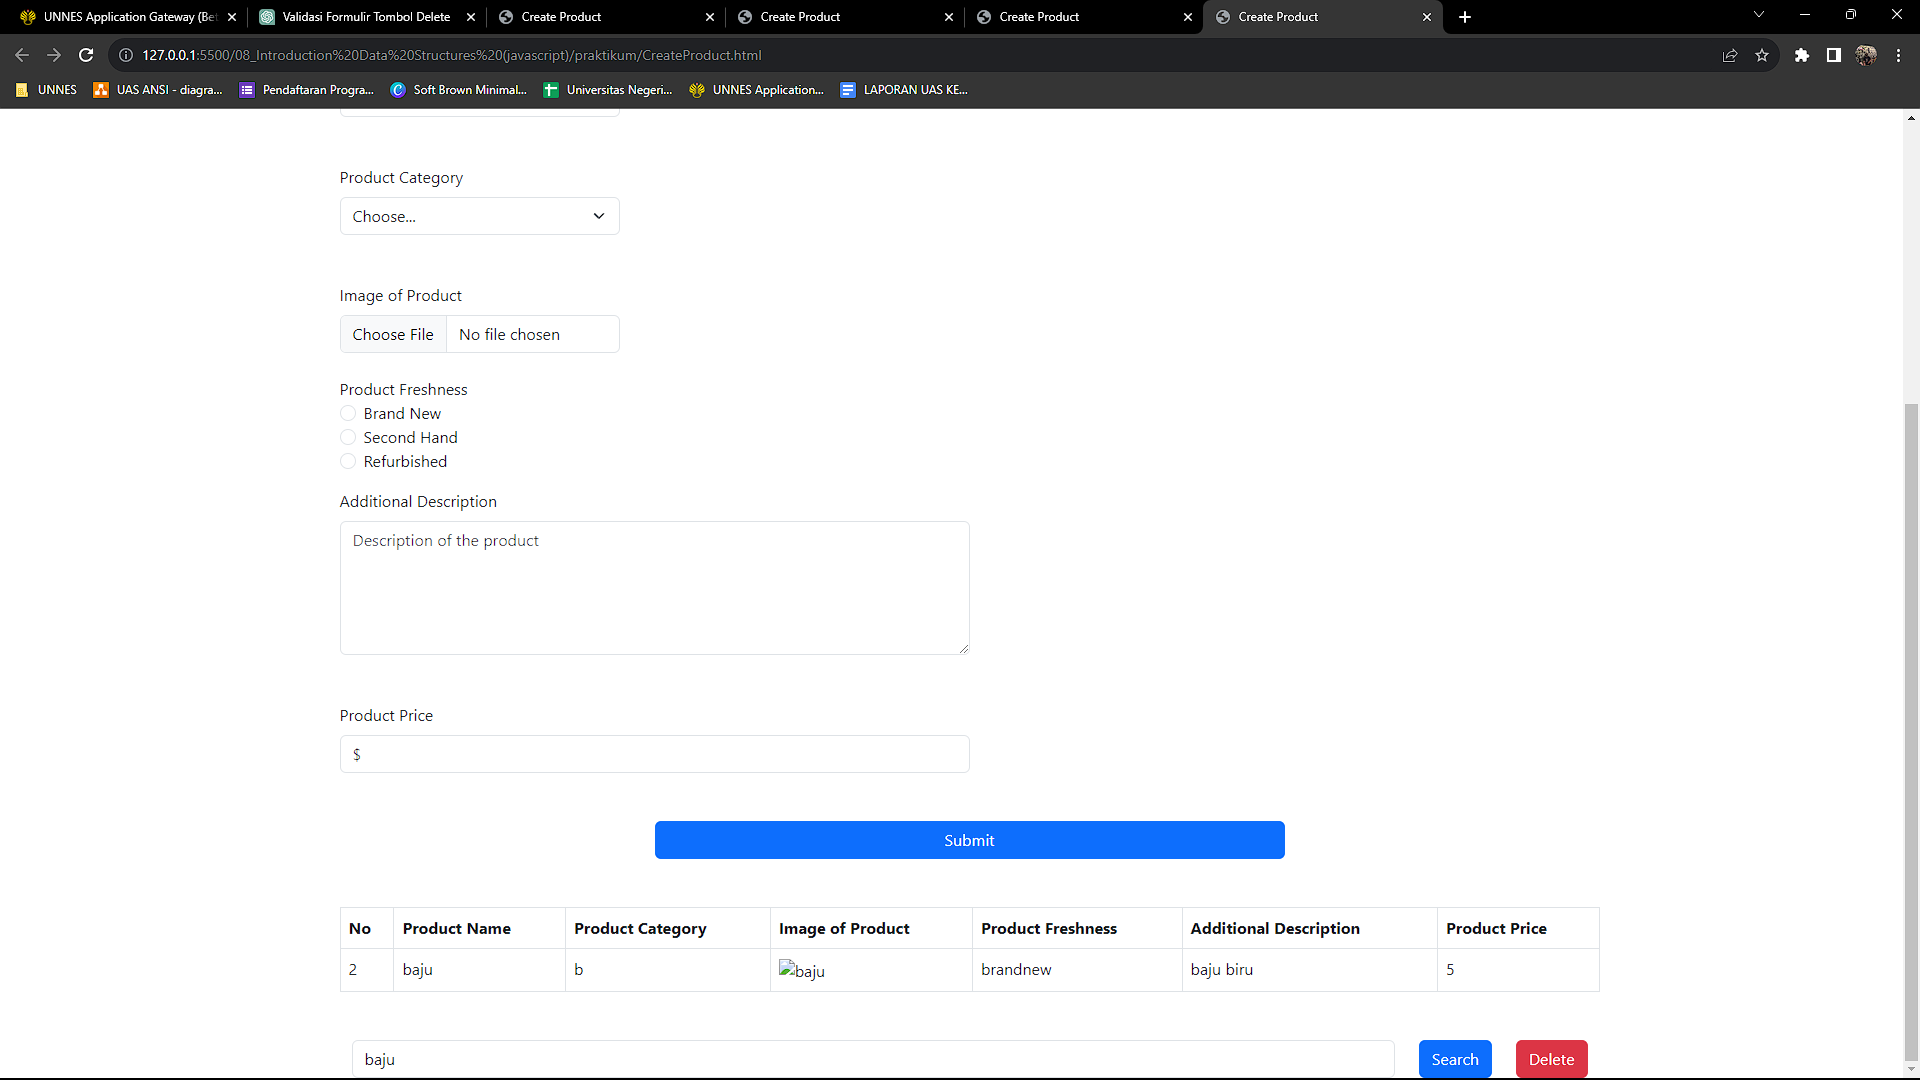 UNNES Application Gateway (Bet
Validasi Formulir Tombol Delete
Create Product
Create Product
Create Product
Create Product
127.0.0.1:5500/08_Introduction%20Data%20Structures%20(javascript)/praktikum/CreateProduct.html
UNNES
UAS ANSI - diagra...
Pendaftaran Progra...
Soft Brown Minimal...
Universitas Negeri...
UNNES Application...
LAPORAN UAS KE...
Product Category
Choose...
Image of Product
Choose File No file chosen
Product Freshness
Brand New
Second Hand
Refurbished
Additional Description
Description of the product
Product Price
$
Submit
No Product Name Product Category Image of Product Product Freshness Additional Description Product Price
2 baju b baju brandnew baju biru 5
baju Search Delete